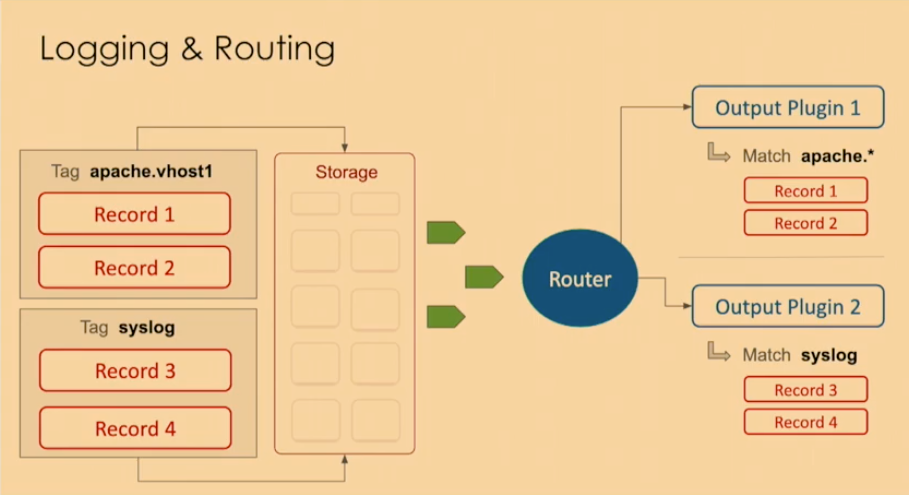 Logging & Routing
Tag apache.vhost1
Record 1
Record 2
Tag syslog
Record 3
Record 4
Storage
Router
Output Plugin 1
Match apache.*
Record 1
Record 2
Output Plugin 2
Match syslog
Record 3
Record 4